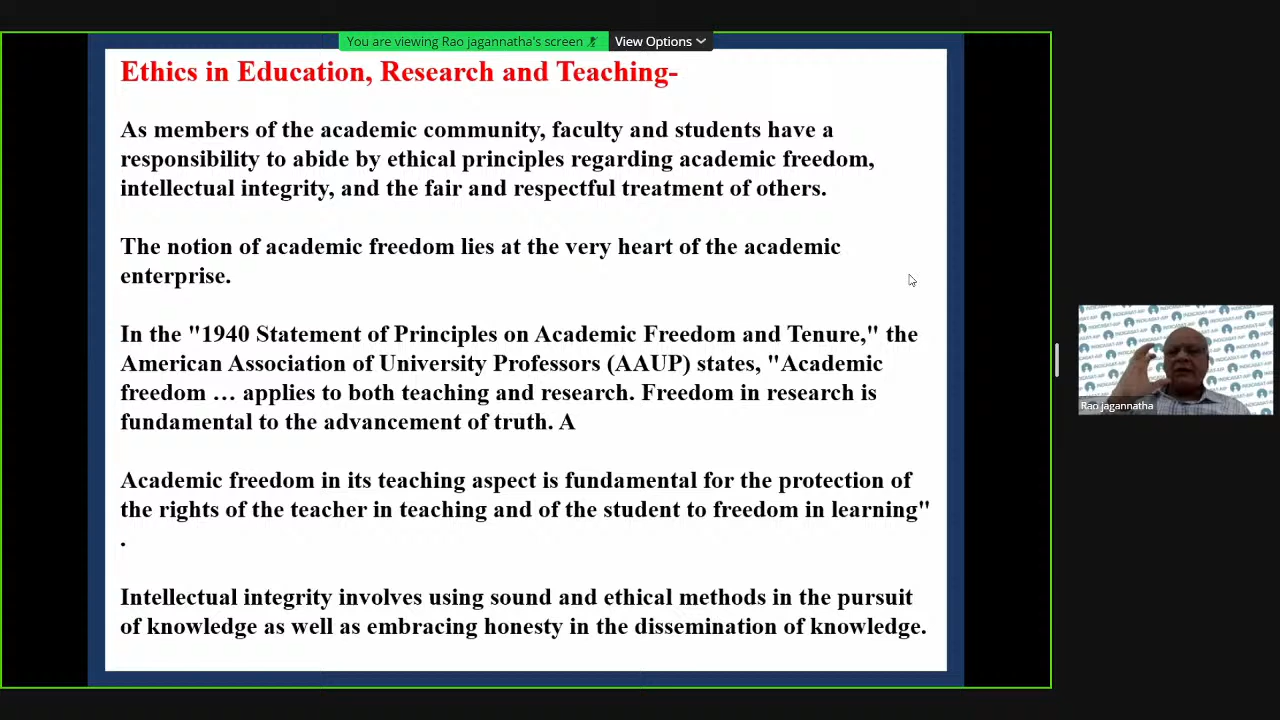 You are viewing Rao jagannatha's screen
View Options
Ethics in Education, Research and Teaching-
As members of the academic community, faculty and students have a
responsibility to abide by ethical principles regarding academic freedom,
intellectual integrity, and the fair and respectful treatment of others.
The notion of academic freedom lies at the very heart of the academic
enterprise.
In the "1940 Statement of Principles on Academic Freedom and Tenure," the
American Association of University Professors (AAUP) states, "Academic
freedom … applies to both teaching and research. Freedom in research is
fundamental to the advancement of truth. A
Academic freedom in its teaching aspect is fundamental for the protection of
the rights of the teacher in teaching and of the student to freedom in learning"
.
Intellectual integrity involves using sound and ethical methods in the pursuit
of knowledge as well as embracing honesty in the dissemination of knowledge.
INDICASAT-AIP
Rao jagannatha